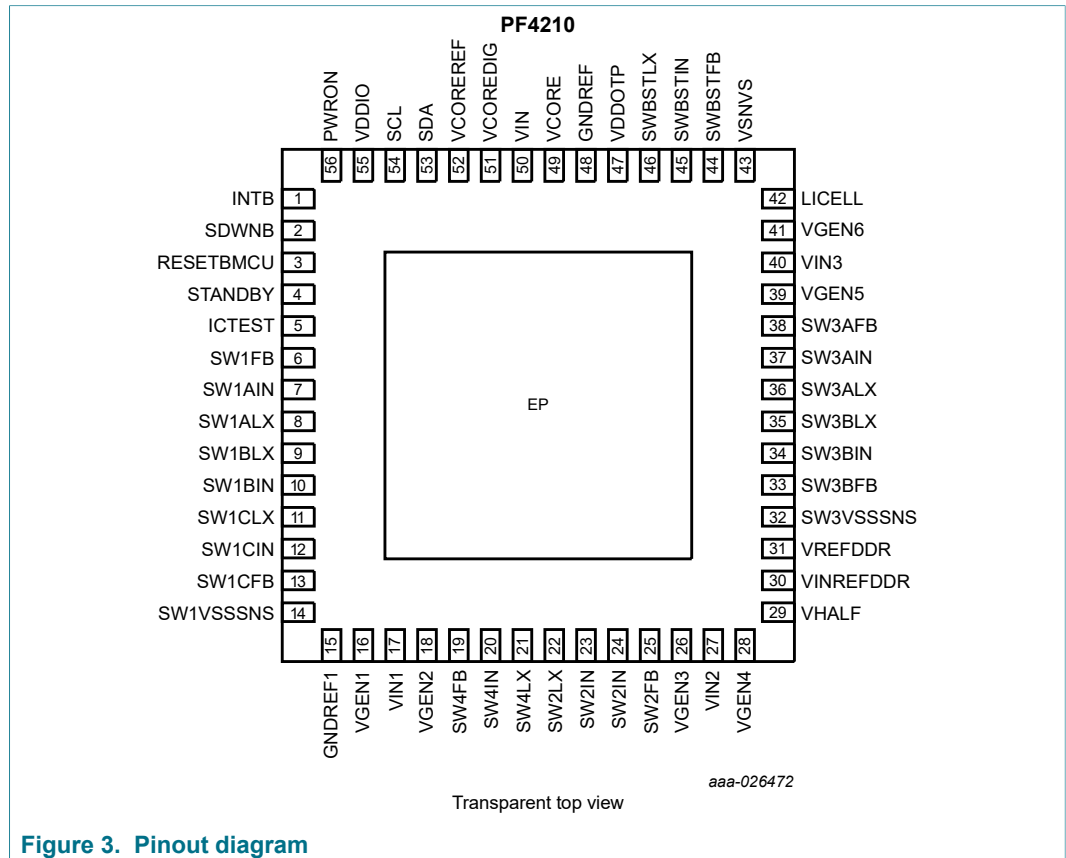 PF4210
PWRON
VDDIO
SCL
SDA
VCOREREF
VCOREDIG
VIN
VCORE
GNDREF
VDDOTP
SWBSTLX
SWBSTIN
SWBSTFB
VSNVS
56
55
54
53
52
51
50
49
48
47
46
45
44
43
INTB 1
SDWNB 2
RESETBMCU 3
STANDBY 4
ICTEST 5
SW1FB 6
SW1AIN 7
SW1ALX 8
SW1BLX 9
SW1BIN 10
SW1CLX 11
SW1CIN 12
SW1CFB 13
SW1VSSSNS 14
EP
42 LICELL
41 VGEN6
40 VIN3
39 VGEN5
38 SW3AFB
37 SW3AIN
36 SW3ALX
35 SW3BLX
34 SW3BIN
33 SW3BFB
32 SW3VSSSNS
31 VREFDDR
30 VINREFDDR
29 VHALF
15
16
17
18
19
20
21
22
23
24
25
26
27
28
GNDREF1
VGEN1
VIN1
VGEN2
SW4FB
SW4IN
SW4LX
SW2LX
SW2IN
SW2IN
SW2FB
VGEN3
VIN2
VGEN4
aaa-026472
Transparent top view
Figure 3. Pinout diagram